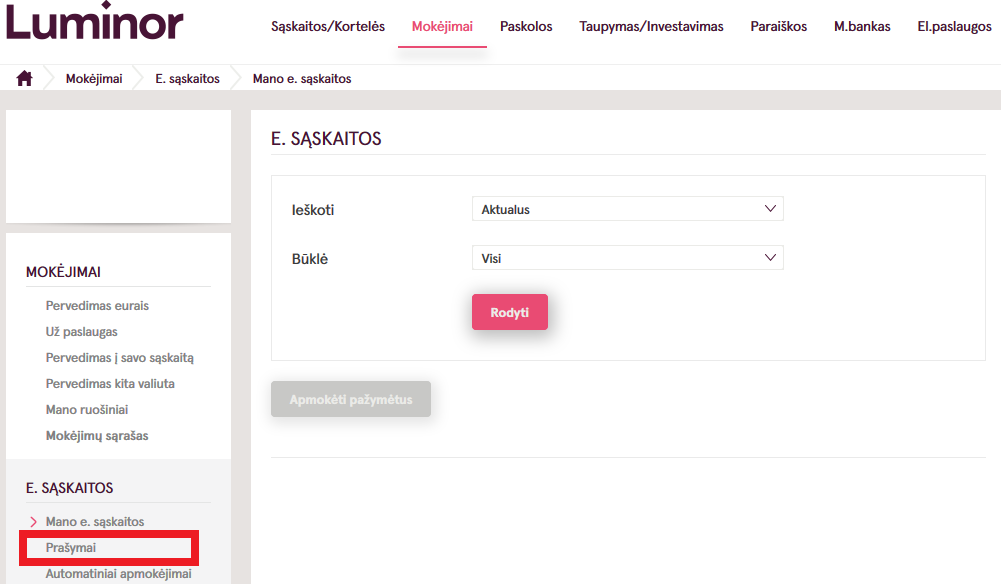 Luminor
Sąskaitos/Kortelės Mokėjimai Paskolos Taupymas/Investavimas Paraiškos M.bankas El.paslaugos
Mokėjimai E. sąskaitos Mano e. sąskaitos
E. SĄSKAITOS
Ieškoti Aktualus
Būklė Visi
Rodyti
Apmokėti pažymėtus
MOKĖJIMAI
Pervedimas eurais
Už paslaugas
Pervedimas į savo sąskaitą
Pervedimas kita valiuta
Mano ruošiniai
Mokėjimų sąrašas
E. SĄSKAITOS
Mano e. sąskaitos
Prašymai
Automatiniai apmokėjimai